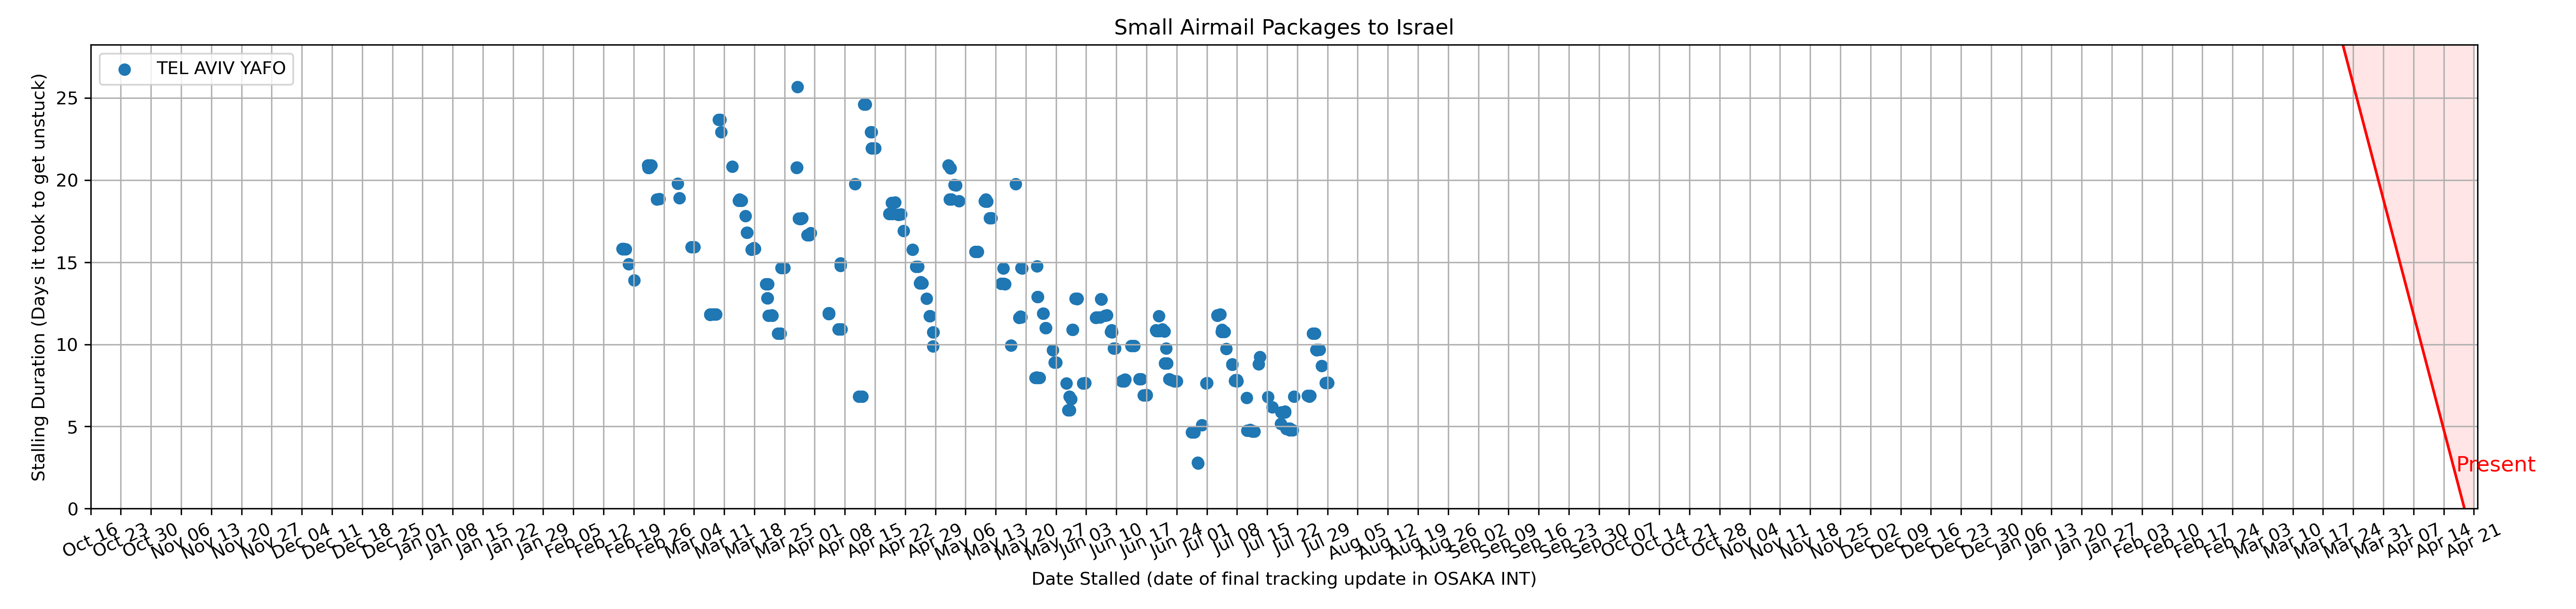 Small Airmail Packages to Israel
TEL AVIV YAFO
Stalling Duration (Days it took to get unstuck)
25
20
15
10
5
0
Present
Oct 16
Oct 23
Oct 30
Nov 06
Nov 13
Nov 20
Nov 27
Dec 04
Dec 11
Dec 18
Dec 25
Jan 01
Jan 08
Jan 15
Jan 22
Jan 29
Feb 05
Feb 12
Feb 19
Feb 26
Mar 04
Mar 11
Mar 18
Mar 25
Apr 01
Apr 08
Apr 15
Apr 22
Apr 29
May 06
May 13
May 20
May 27
Jun 03
Jun 10
Jun 17
Jun 24
Jul 01
Jul 08
Jul 15
Jul 22
Jul 29
Aug 05
Aug 12
Aug 19
Aug 26
Sep 02
Sep 09
Sep 16
Sep 23
Sep 30
Oct 07
Oct 14
Oct 21
Oct 28
Nov 04
Nov 11
Nov 18
Nov 25
Dec 02
Dec 09
Dec 16
Dec 23
Dec 30
Jan 06
Jan 13
Jan 20
Jan 27
Feb 03
Feb 10
Feb 17
Feb 24
Mar 03
Mar 10
Mar 17
Mar 24
Mar 31
Apr 07
Apr 14
Apr 21
Date Stalled (date of final tracking update in OSAKA INT)